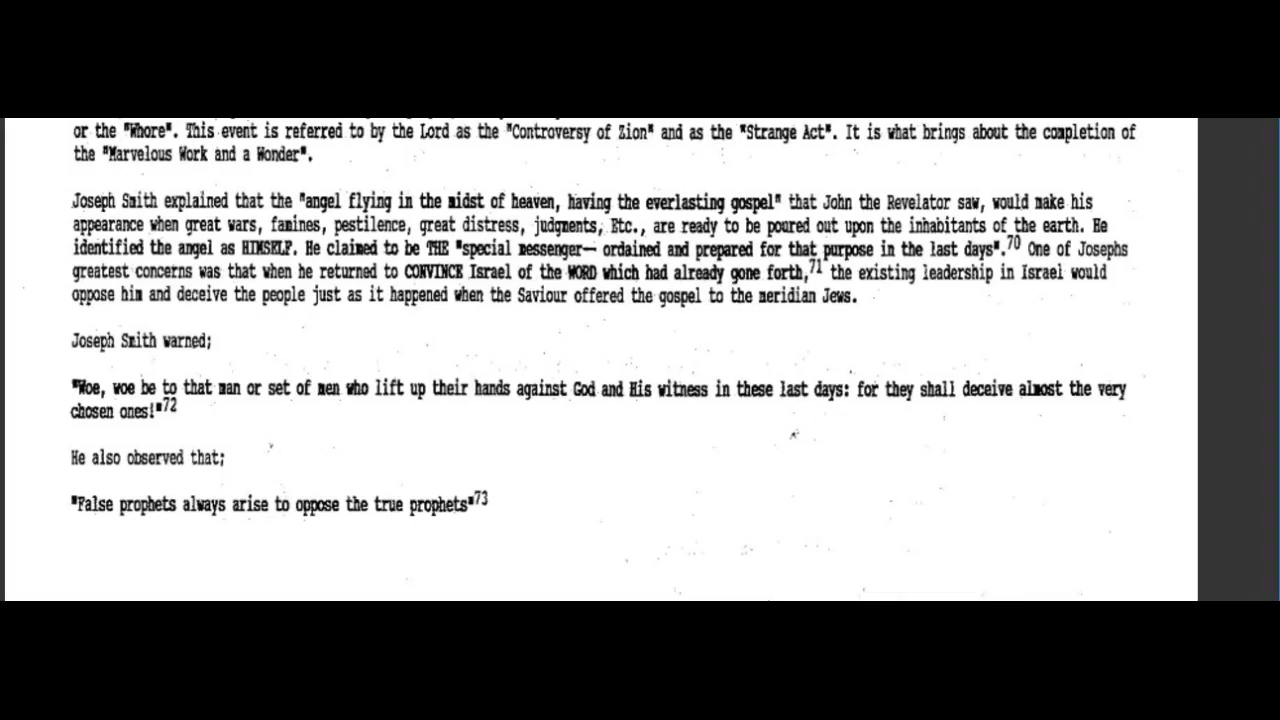 or the "Whore". This event is referred to by the Lord as the "Controversy of Zion" and as the "Strange Act". It is what brings about the completion of
the "Marvelous Work and a Wonder".
Joseph Smith explained that the "angel flying in the midst of heaven, having the everlasting gospel" that John the Revelator saw, would make his
appearance when great wars, famines, pestilence, great distress, judgments, Etc., are ready to be poured out upon the inhabitants of the earth. He
identified the angel as HIMSELF. He claimed to be THE "special messenger— ordained and prepared for that purpose in the last days".70 One of Josephs
greatest concerns was that when he returned to CONVINCE Israel of the WORD which had already gone forth,71 the existing leadership in Israel would
oppose him and deceive the people just as it happened when the Saviour offered the gospel to the meridian Jews.
Joseph Smith warned;
"Woe, woe be to that man or set of men who lift up their hands against God and His witness in these last days: for they shall deceive almost the very
chosen ones!"72
He also observed that;
"False prophets always arise to oppose the true prophets"73